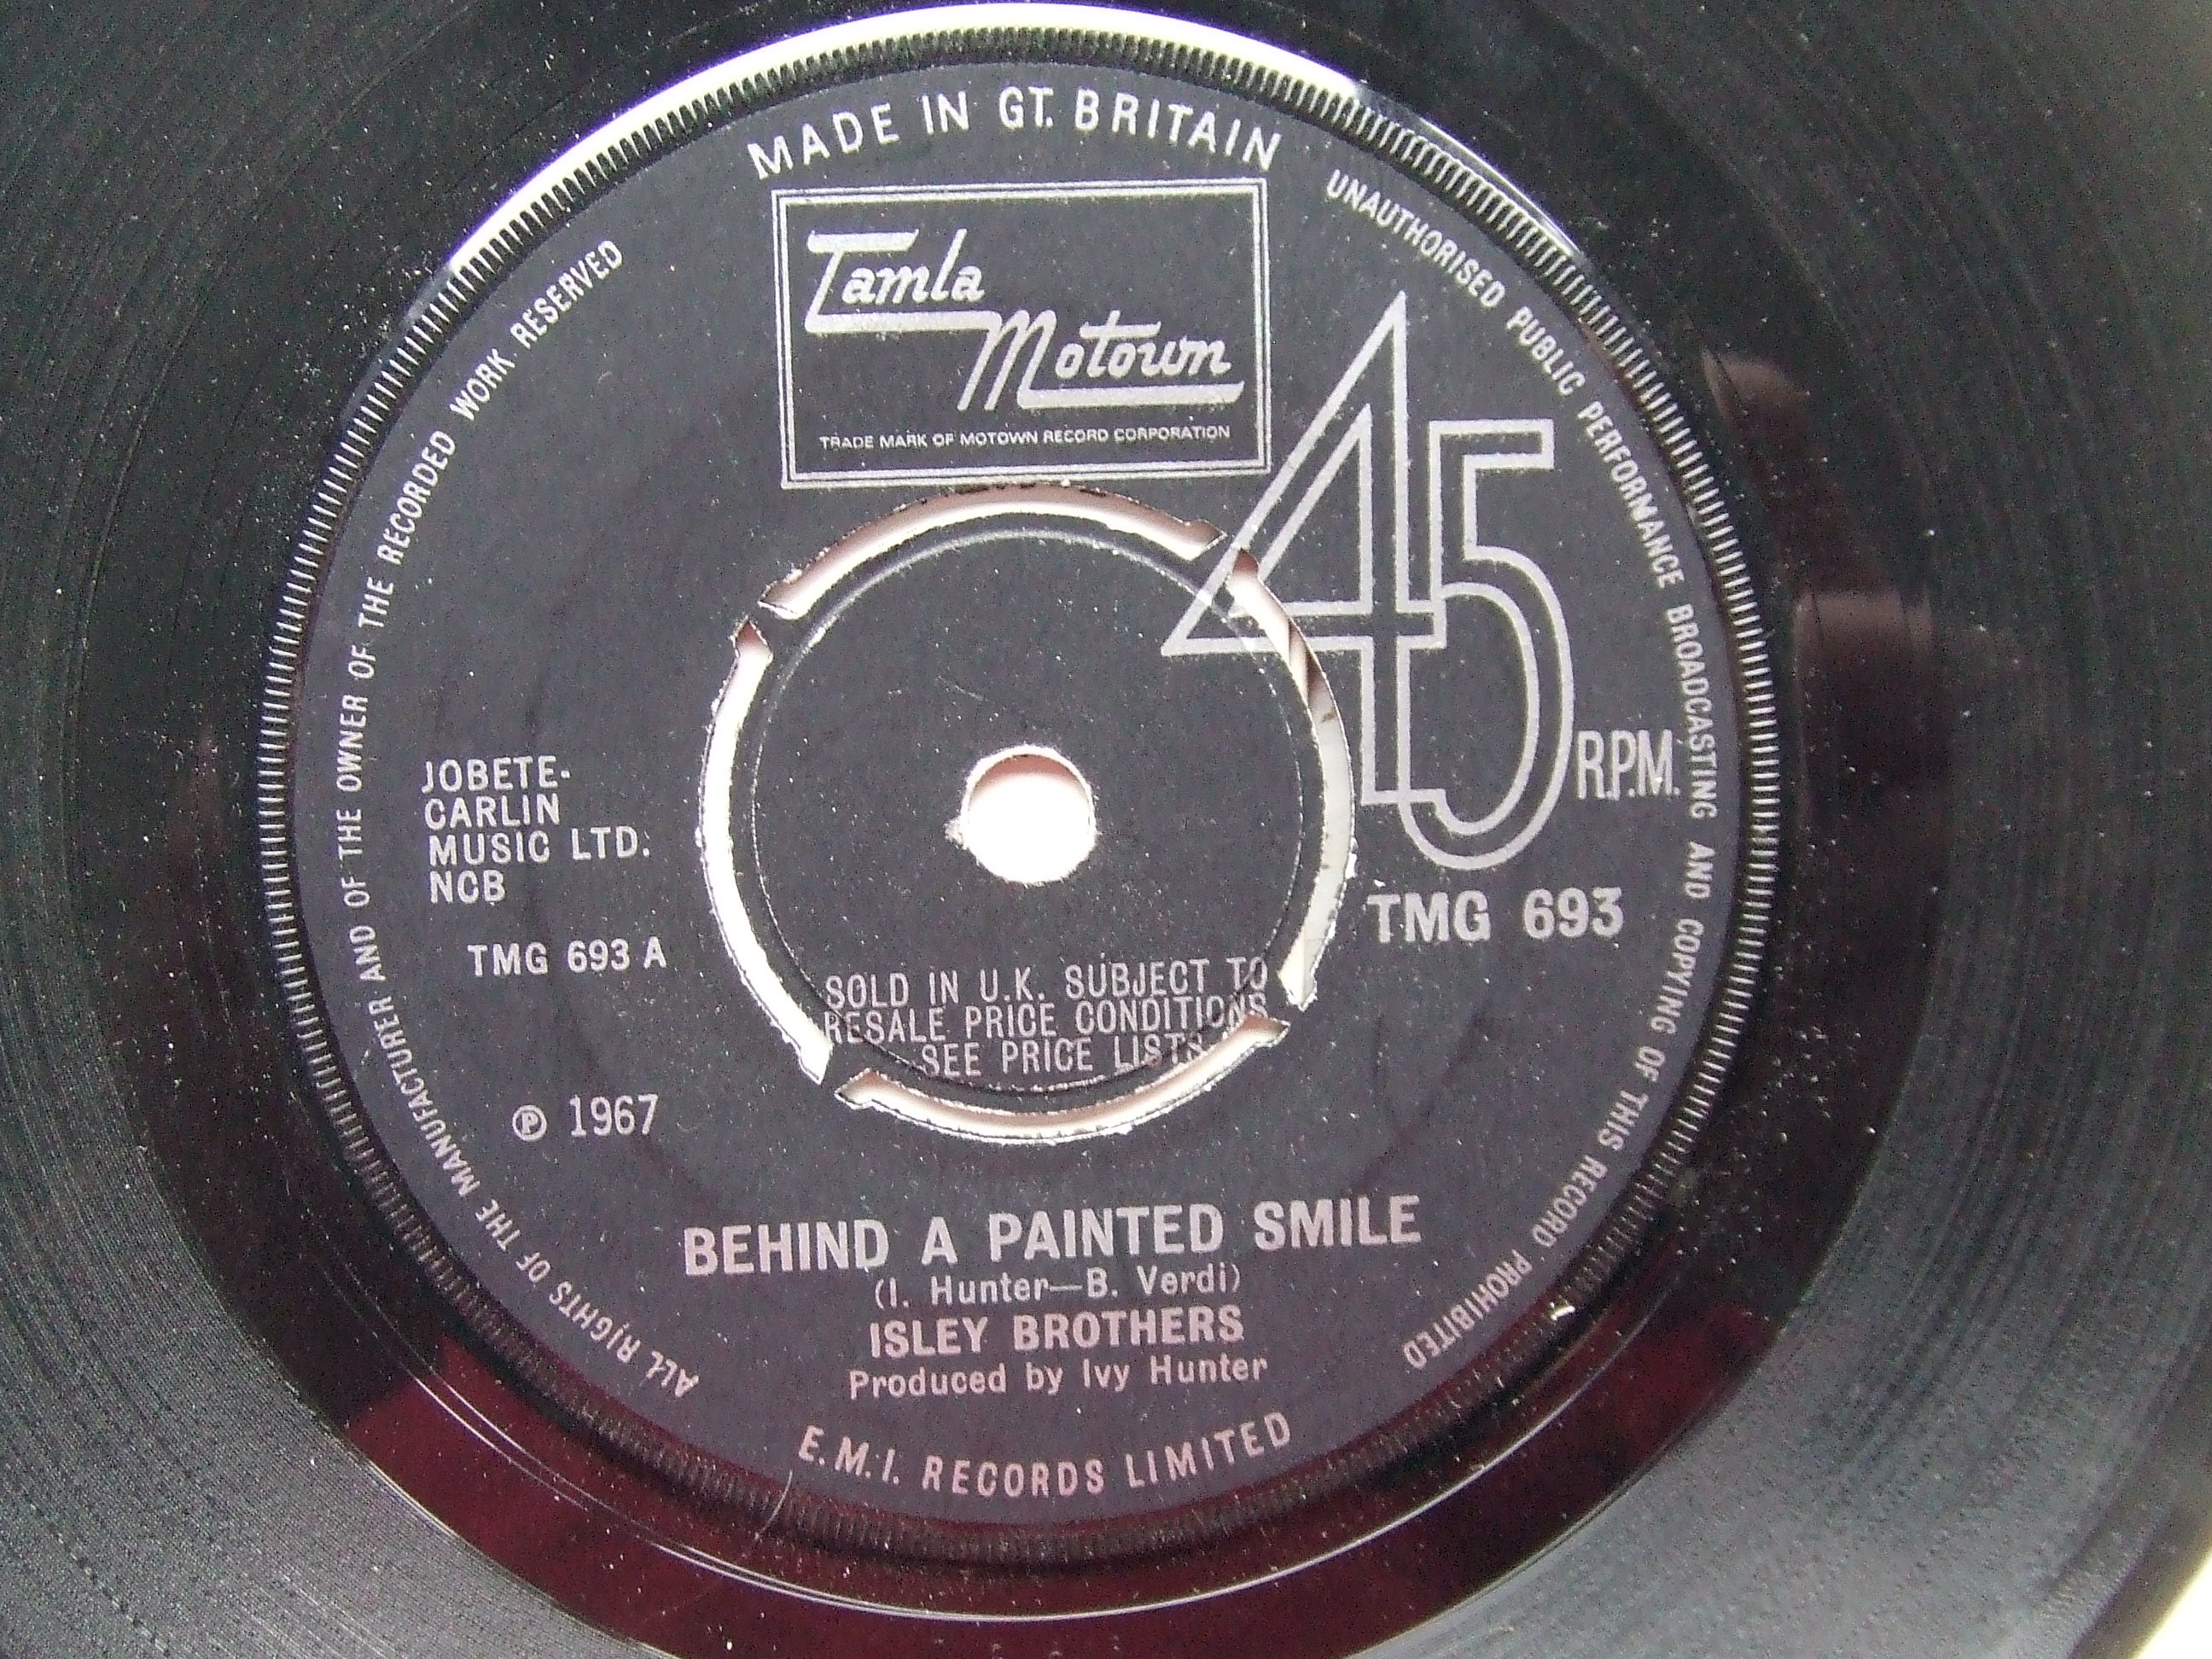 MADE IN GT. BRITAIN
Tamla
Motown
TRADE MARK OF MOTOWN RECORD CORPORATION
45
R.P.M.
JOBETE-
CARLIN
MUSIC LTD.
NCB
TMG 693 A
TMG 693
SOLD IN U.K. SUBJECT TO
RESALE PRICE CONDITIONS
SEE PRICE LISTS
℗ 1967
BEHIND A PAINTED SMILE
(I. Hunter—B. Verdi)
ISLEY BROTHERS
Produced by Ivy Hunter
E.M.I. RECORDS LIMITED
ALL RIGHTS OF THE MANUFACTURER AND OF THE OWNER OF THE RECORDED WORK RESERVED
UNAUTHORISED PUBLIC PERFORMANCE BROADCASTING AND COPYING OF THIS RECORD PROHIBITED